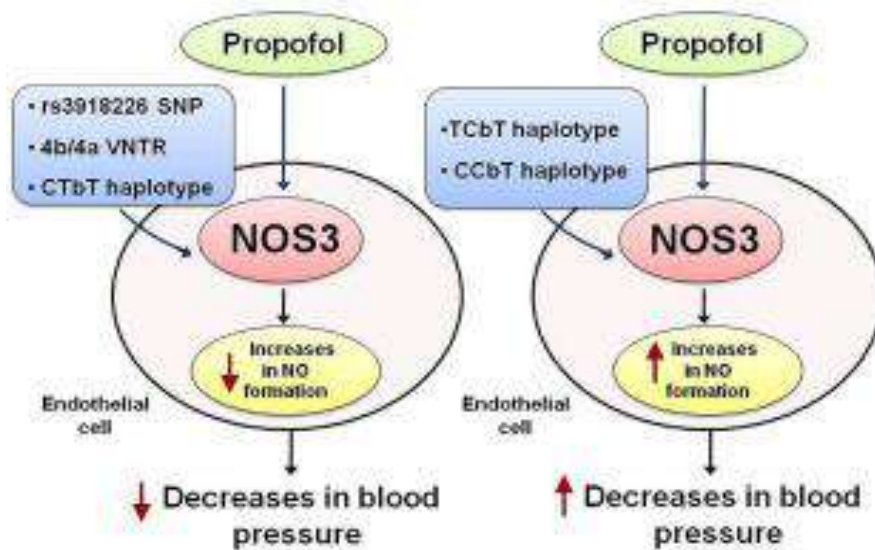 Propofol
• rs3918226 SNP
• 4b/4a VNTR
• CTbT haplotype
NOS3
Increases
in NO
formation
Endothelial
cell
Decreases in blood
pressure
Propofol
•TCbT haplotype
• CCbT haplotype
NOS3
Increases
in NO
formation
Endothelial
cell
Decreases in blood
pressure